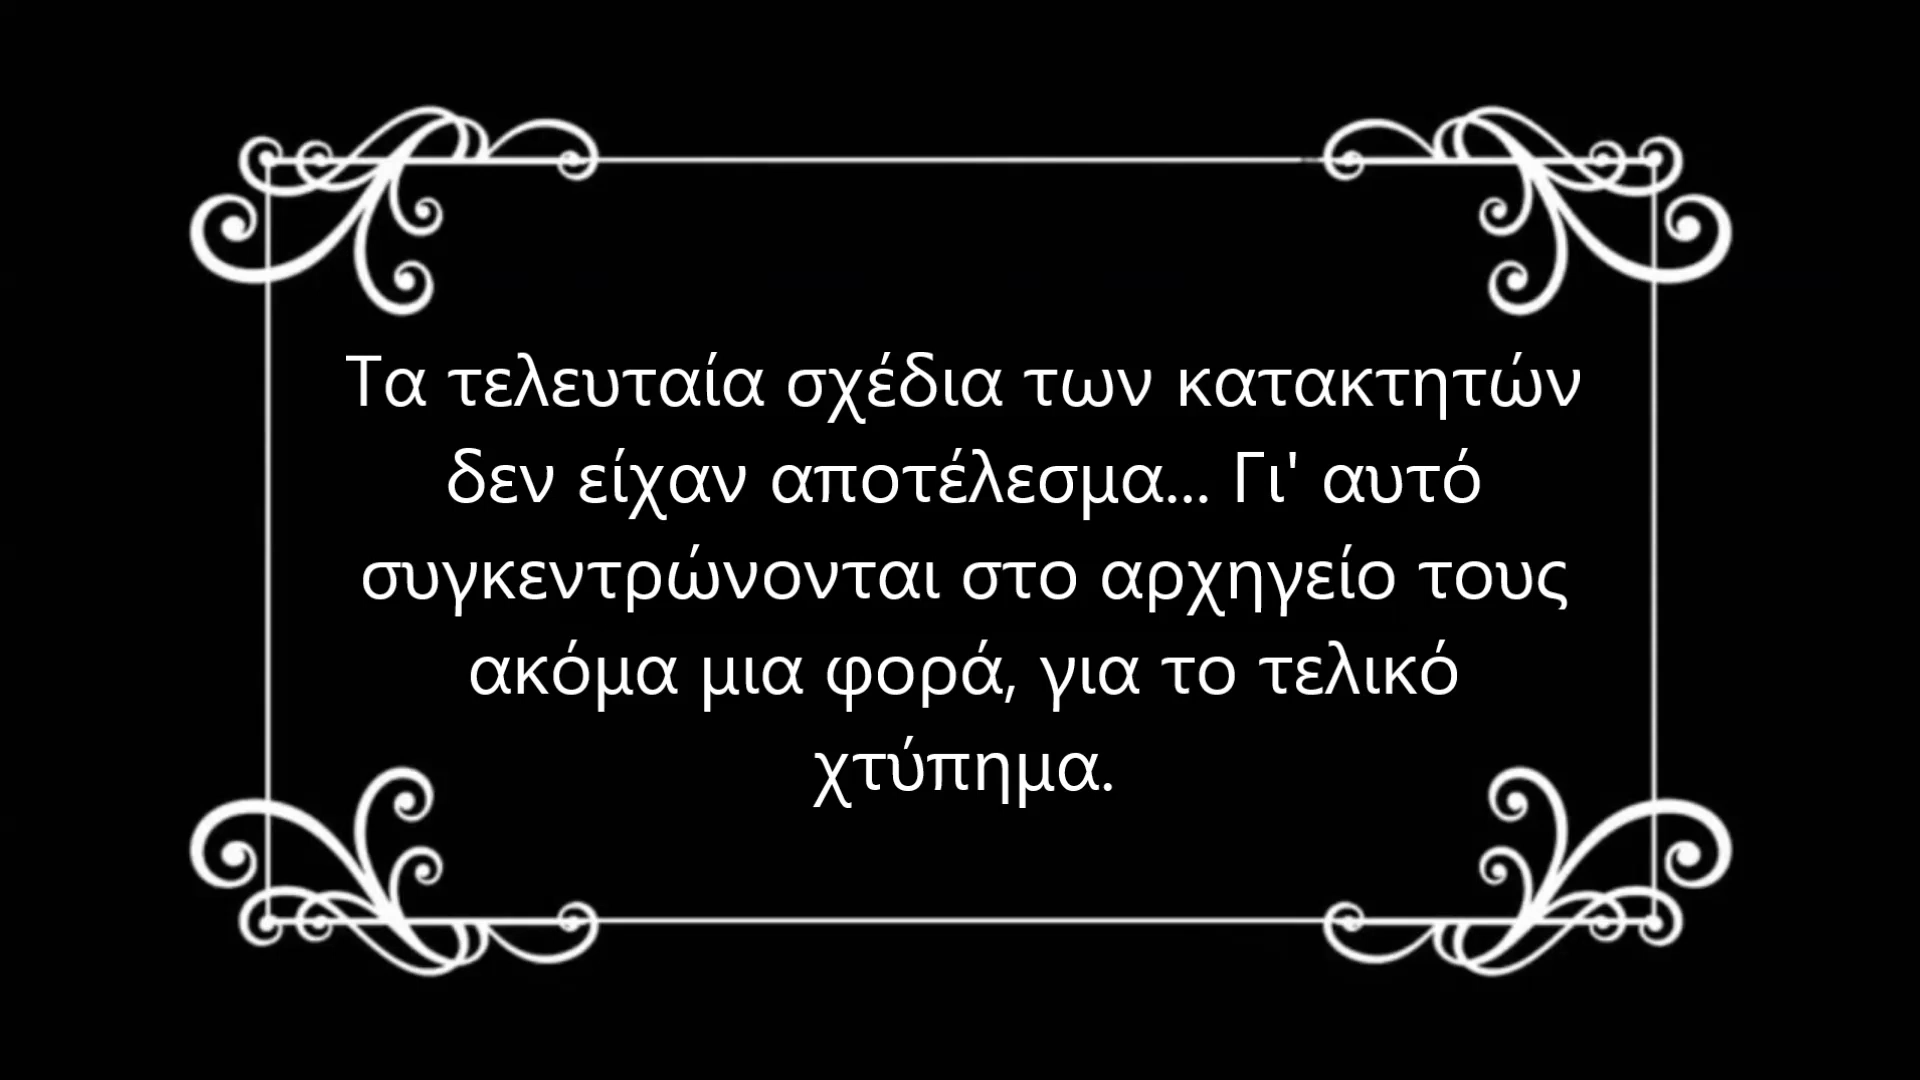 Τα τελευταία σχέδια των κατακτητών
δεν είχαν αποτέλεσμα... Γι' αυτό
συγκεντρώνονται στο αρχηγείο τους
ακόμα μια φορά, για το τελικό
χτύπημα.